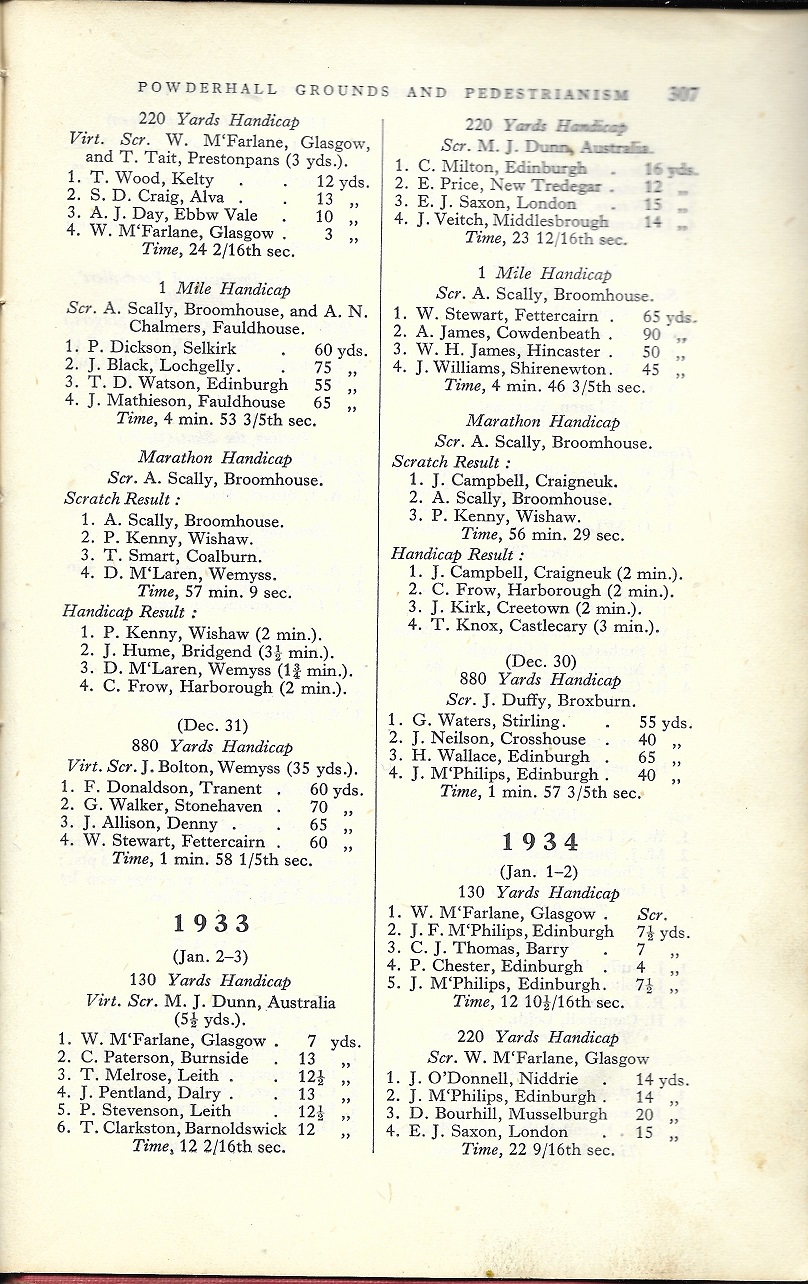 POWDERHALL GROUNDS AND PEDESTRIANISM 307
220 Yards Handicap
Virt. Scr. W. M‘Farlane, Glasgow,
and T. Tait, Prestonpans (3 yds.).
1. T. Wood, Kelty . . 12 yds.
2. S. D. Craig, Alva . . 13 „
3. A. J. Day, Ebbw Vale . 10 „
4. W. M‘Farlane, Glasgow . 3 „
Time, 24 2/16th sec.
1 Mile Handicap
Scr. A. Scally, Broomhouse, and A. N.
Chalmers, Fauldhouse.
1. P. Dickson, Selkirk . 60 yds.
2. J. Black, Lochgelly. . 75 „
3. T. D. Watson, Edinburgh 55 „
4. J. Mathieson, Fauldhouse 65 „
Time, 4 min. 53 3/5th sec.
Marathon Handicap
Scr. A. Scally, Broomhouse.
Scratch Result :
1. A. Scally, Broomhouse.
2. P. Kenny, Wishaw.
3. T. Smart, Coalburn.
4. D. M‘Laren, Wemyss.
Time, 57 min. 9 sec.
Handicap Result :
1. P. Kenny, Wishaw (2 min.).
2. J. Hume, Bridgend (3½ min.).
3. D. M‘Laren, Wemyss (1¾ min.).
4. C. Frow, Harborough (2 min.).
(Dec. 31)
880 Yards Handicap
Virt. Scr. J. Bolton, Wemyss (35 yds.).
1. F. Donaldson, Tranent . 60 yds.
2. G. Walker, Stonehaven . 70 „
3. J. Allison, Denny . . 65 „
4. W. Stewart, Fettercairn . 60 „
Time, 1 min. 58 1/5th sec.
1933
(Jan. 2–3)
130 Yards Handicap
Virt. Scr. M. J. Dunn, Australia
(5½ yds.).
1. W. M‘Farlane, Glasgow . 7 yds.
2. C. Paterson, Burnside . 13 „
3. T. Melrose, Leith . . 12½ „
4. J. Pentland, Dalry . . 13 „
5. P. Stevenson, Leith . 12½ „
6. T. Clarkston, Barnoldswick 12 „
Time, 12 2/16th sec.
220 Yards Handicap
Scr. M. J. Dunn, Australia.
1. C. Milton, Edinburgh . 16 yds.
2. E. Price, New Tredegar . 12 „
3. E. J. Saxon, London . 15 „
4. J. Veitch, Middlesbrough 14 „
Time, 23 12/16th sec.
1 Mile Handicap
Scr. A. Scally, Broomhouse.
1. W. Stewart, Fettercairn . 65 yds.
2. A. James, Cowdenbeath . 90 „
3. W. H. James, Hincaster . 50 „
4. J. Williams, Shirenewton. 45 „
Time, 4 min. 46 3/5th sec.
Marathon Handicap
Scr. A. Scally, Broomhouse.
Scratch Result :
1. J. Campbell, Craigneuk.
2. A. Scally, Broomhouse.
3. P. Kenny, Wishaw.
Time, 56 min. 29 sec.
Handicap Result :
1. J. Campbell, Craigneuk (2 min.).
2. C. Frow, Harborough (2 min.).
3. J. Kirk, Creetown (2 min.).
4. T. Knox, Castlecary (3 min.).
(Dec. 30)
880 Yards Handicap
Scr. J. Duffy, Broxburn.
1. G. Waters, Stirling. . 55 yds.
2. J. Neilson, Crosshouse . 40 „
3. H. Wallace, Edinburgh . 65 „
4. J. M‘Philips, Edinburgh . 40 „
Time, 1 min. 57 3/5th sec.
1934
(Jan. 1–2)
130 Yards Handicap
1. W. M‘Farlane, Glasgow . Scr.
2. J. F. M‘Philips, Edinburgh 7½ yds.
3. C. J. Thomas, Barry . 7 „
4. P. Chester, Edinburgh . 4 „
5. J. M‘Philips, Edinburgh. 7½ „
Time, 12 10½/16th sec.
220 Yards Handicap
Scr. W. M‘Farlane, Glasgow
1. J. O’Donnell, Niddrie . 14 yds.
2. J. M‘Philips, Edinburgh . 14 „
3. D. Bourhill, Musselburgh 20 „
4. E. J. Saxon, London . . 15 „
Time, 22 9/16th sec.